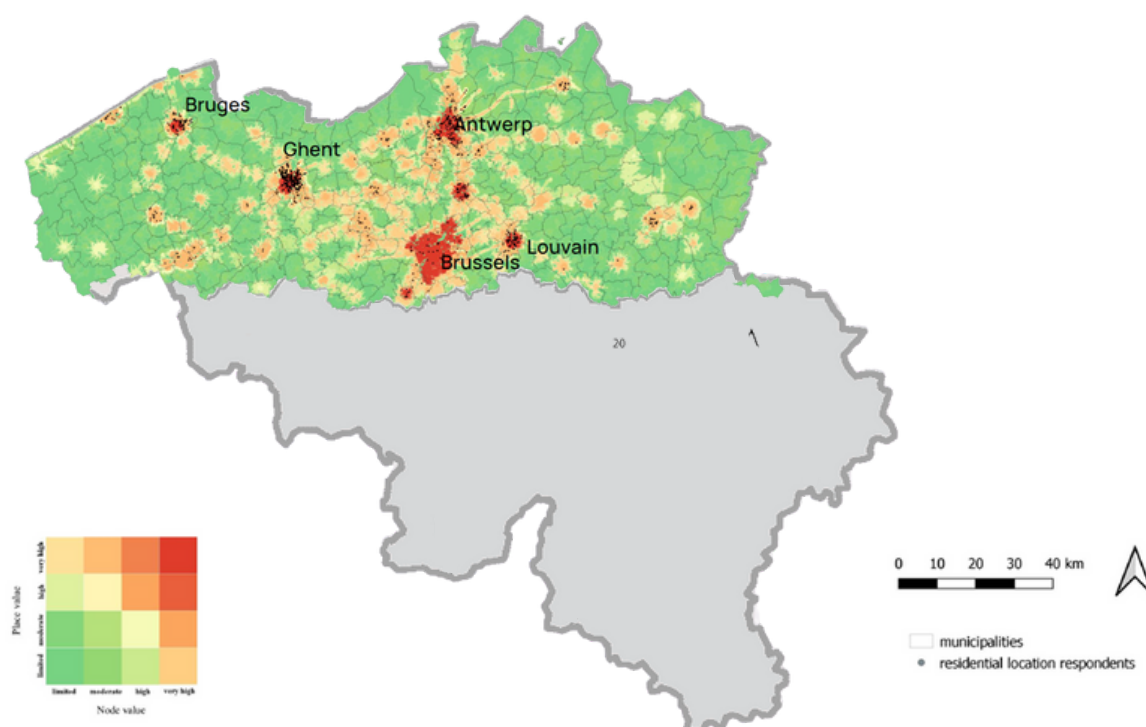 Bruges
Antwerp
Ghent
Louvain
Brussels
20
Place value
very high
high
moderate
limited
limited moderate high very high
Node value
0 10 20 30 40 km
municipalities
residential location respondents